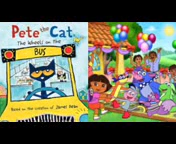 Pete the Cat
The Wheels on the
BUS
Based on the creation of James Dean